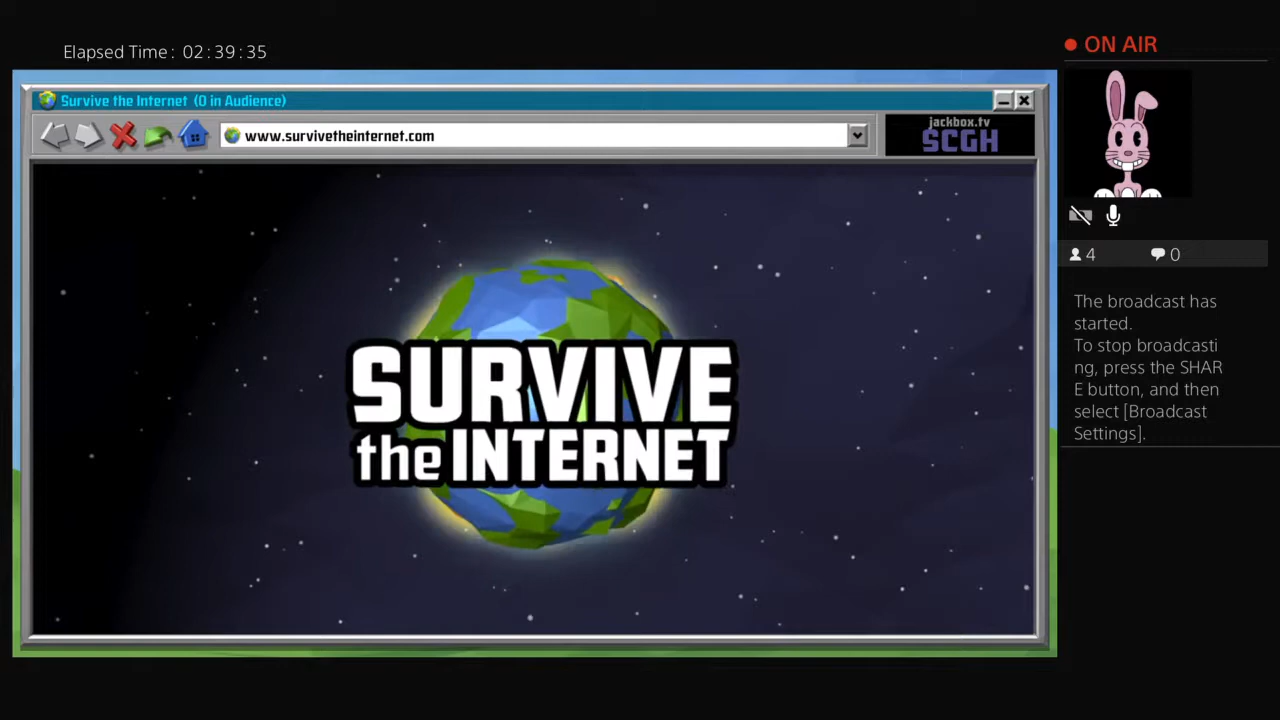 Elapsed Time: 02:39:35
ON AIR
Survive the Internet (0 in Audience)
www.survivetheinternet.com
jackbox.tv
SCGH
SURVIVE
the INTERNET
4
0
The broadcast has
started.
To stop broadcasti
ng, press the SHAR
E button, and then
select [Broadcast
Settings].